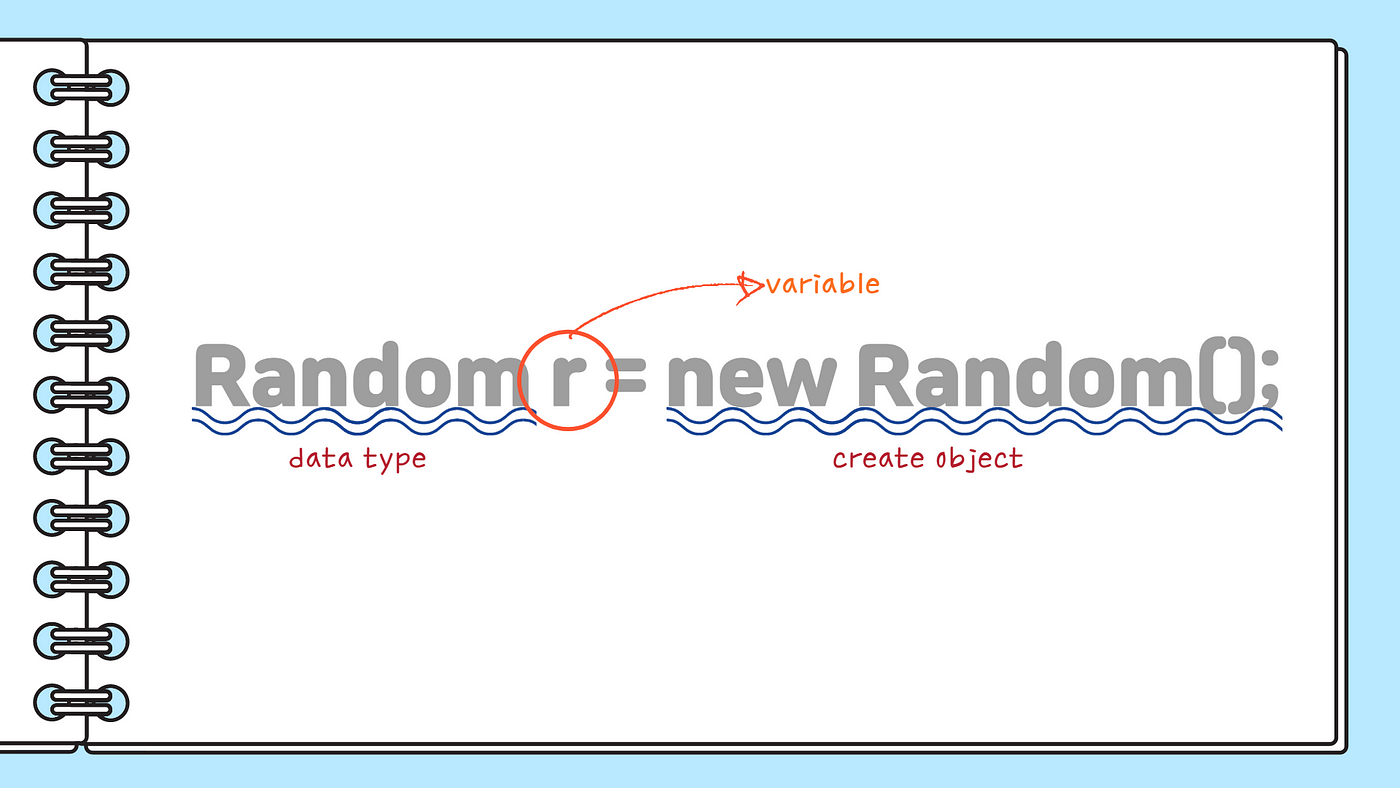 variable
Random r = new Random();
data type
create object